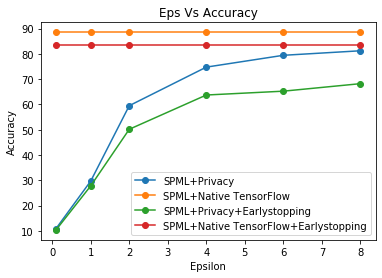 Eps Vs Accuracy
90
80
70
60
50
40
30
20
10
Accuracy
SPML+Privacy
SPML+Native TensorFlow
SPML+Privacy+Earlystopping
SPML+Native TensorFlow+Earlystopping
0 1 2 3 4 5 6 7 8
Epsilon